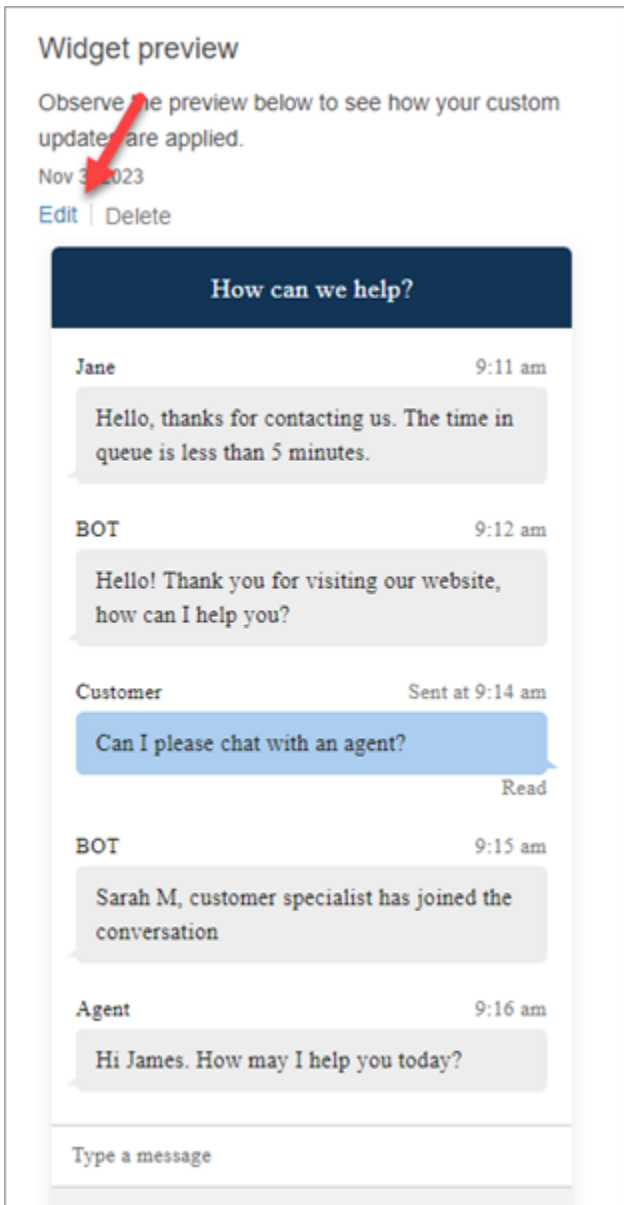 Widget preview
Observe the preview below to see how your custom
updates are applied.
Nov 3, 2023
Edit | Delete
How can we help?
Jane 9:11 am
Hello, thanks for contacting us. The time in
queue is less than 5 minutes.
BOT 9:12 am
Hello! Thank you for visiting our website,
how can I help you?
Customer Sent at 9:14 am
Can I please chat with an agent?
Read
BOT 9:15 am
Sarah M, customer specialist has joined the
conversation
Agent 9:16 am
Hi James. How may I help you today?
Type a message